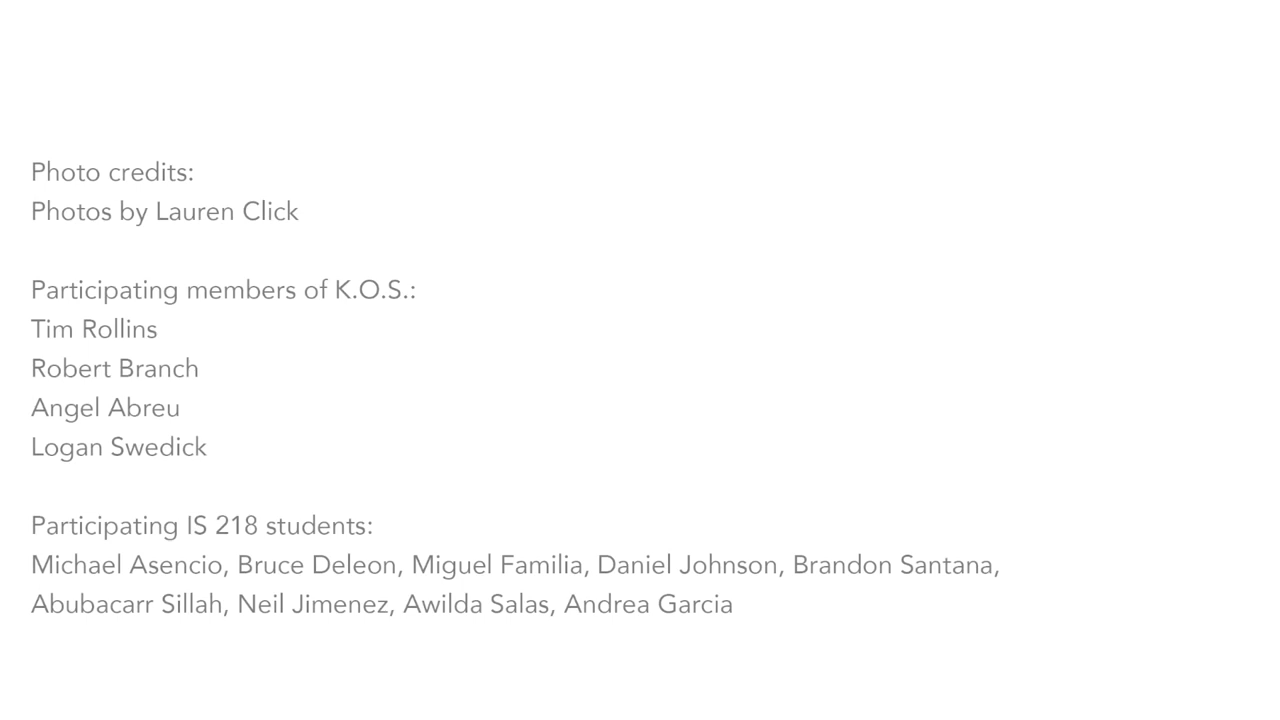 Photo credits:
Photos by Lauren Click
Participating members of K.O.S.:
Tim Rollins
Robert Branch
Angel Abreu
Logan Swedick
Participating IS 218 students:
Michael Asencio, Bruce Deleon, Miguel Familia, Daniel Johnson, Brandon Santana,
Abubacarr Sillah, Neil Jimenez, Awilda Salas, Andrea Garcia